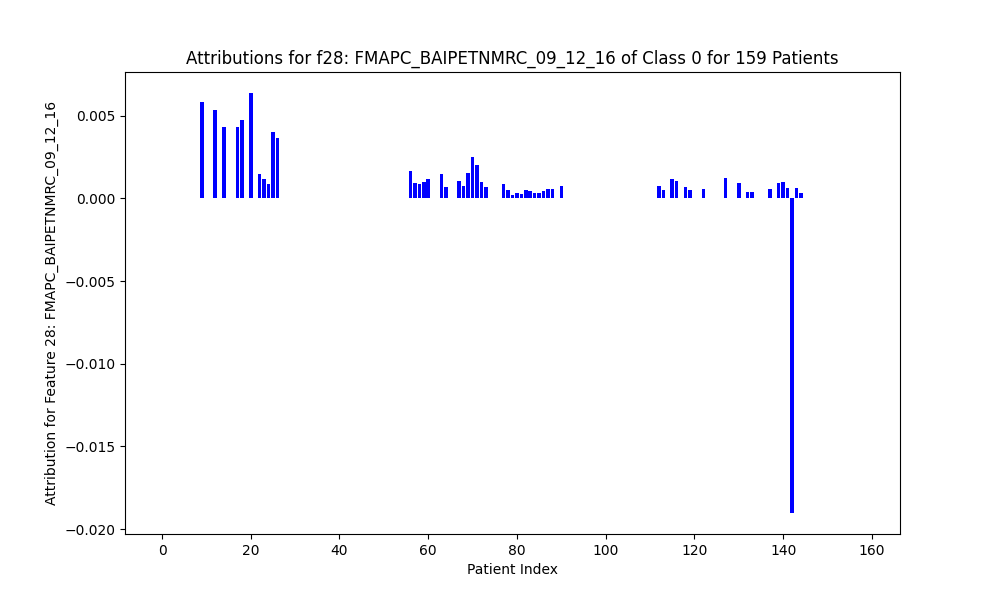 Attributions for f28: FMAPC_BAIPETNMRC_09_12_16 of Class 0 for 159 Patients
Attribution for Feature 28: FMAPC_BAIPETNMRC_09_12_16
0.005
0.000
−0.005
−0.010
−0.015
−0.020
0 20 40 60 80 100 120 140 160
Patient Index